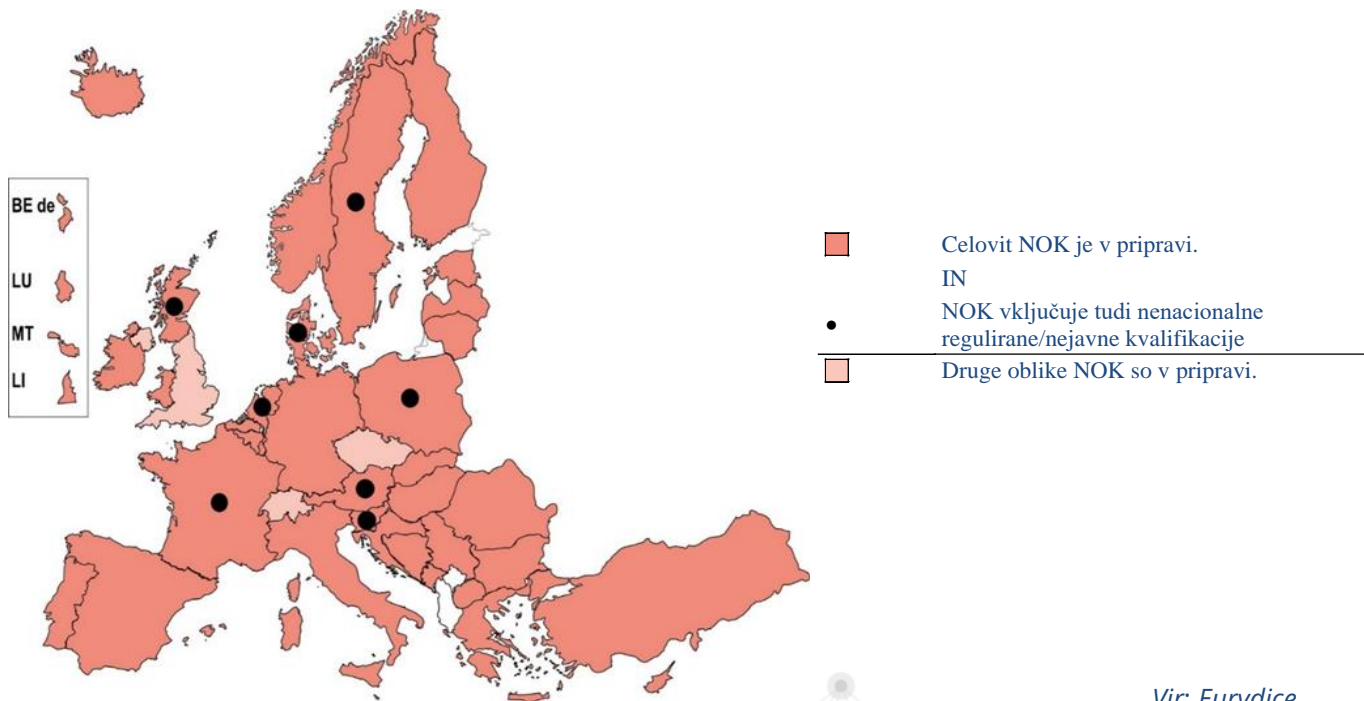 BE de
LU
MT
LI
Celovit NOK je v pripravi.
IN
NOK vključuje tudi nenacionalne
regulirane/nejavne kvalifikacije
Druge oblike NOK so v pripravi.
Vir: Eurydice